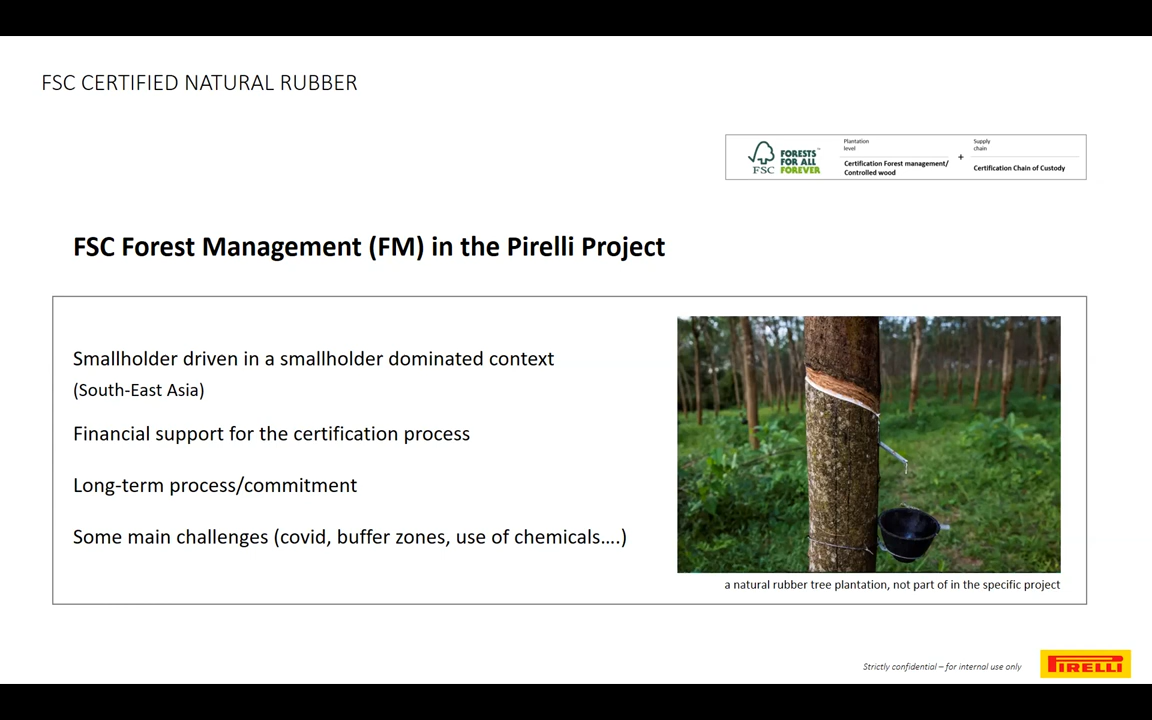 FSC CERTIFIED NATURAL RUBBER
FSC
FORESTS
FOR ALL
FOREVER™
Plantation
level
Certification Forest management/
Controlled wood
+
Supply
chain
Certification Chain of Custody
FSC Forest Management (FM) in the Pirelli Project
Smallholder driven in a smallholder dominated context
(South-East Asia)
Financial support for the certification process
Long-term process/commitment
Some main challenges (covid, buffer zones, use of chemicals….)
a natural rubber tree plantation, not part of in the specific project
Strictly confidential – for internal use only
PIRELLI